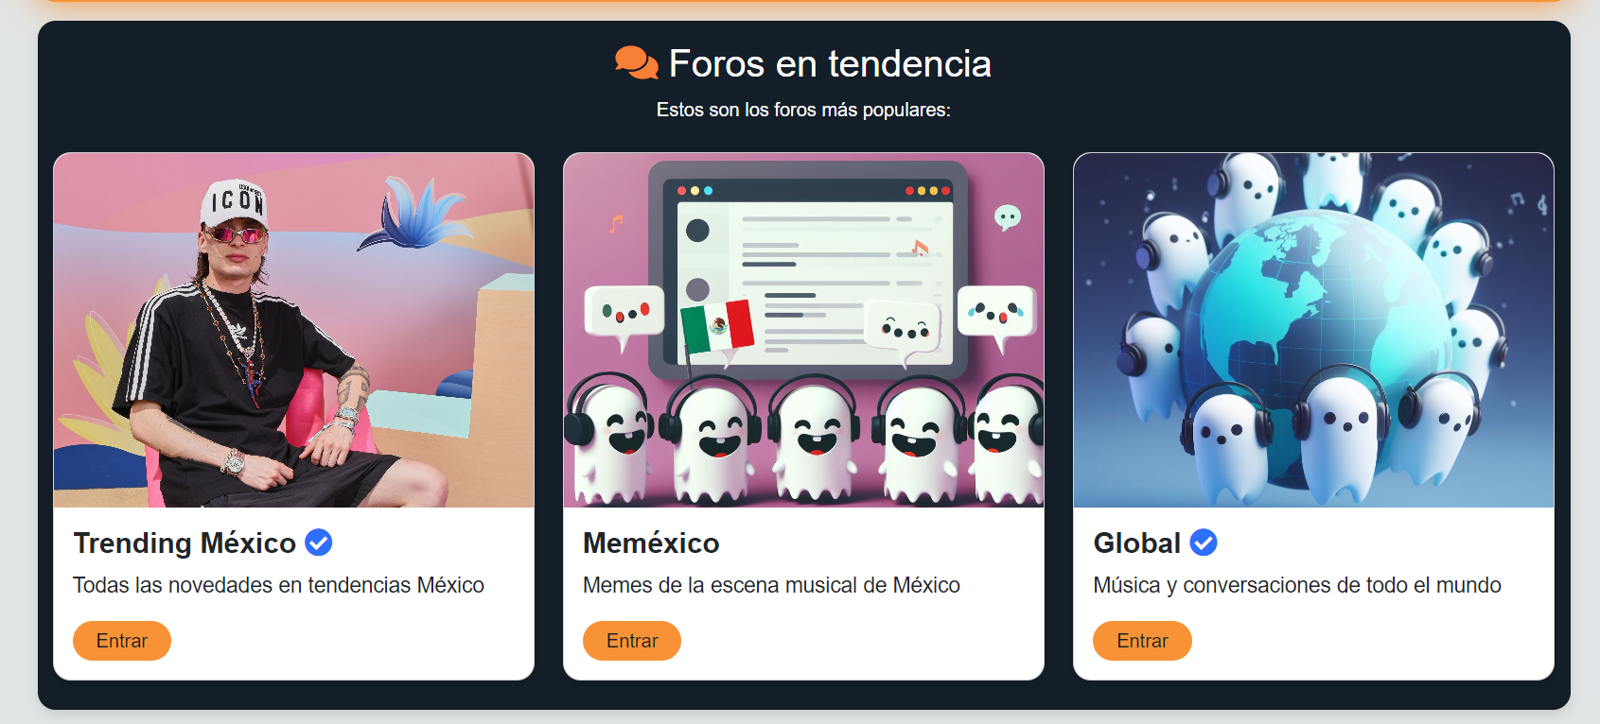 Foros en tendencia
Estos son los foros más populares:
ICON
Trending México
Todas las novedades en tendencias México
Entrar
Meméxico
Memes de la escena musical de México
Entrar
Global
Música y conversaciones de todo el mundo
Entrar